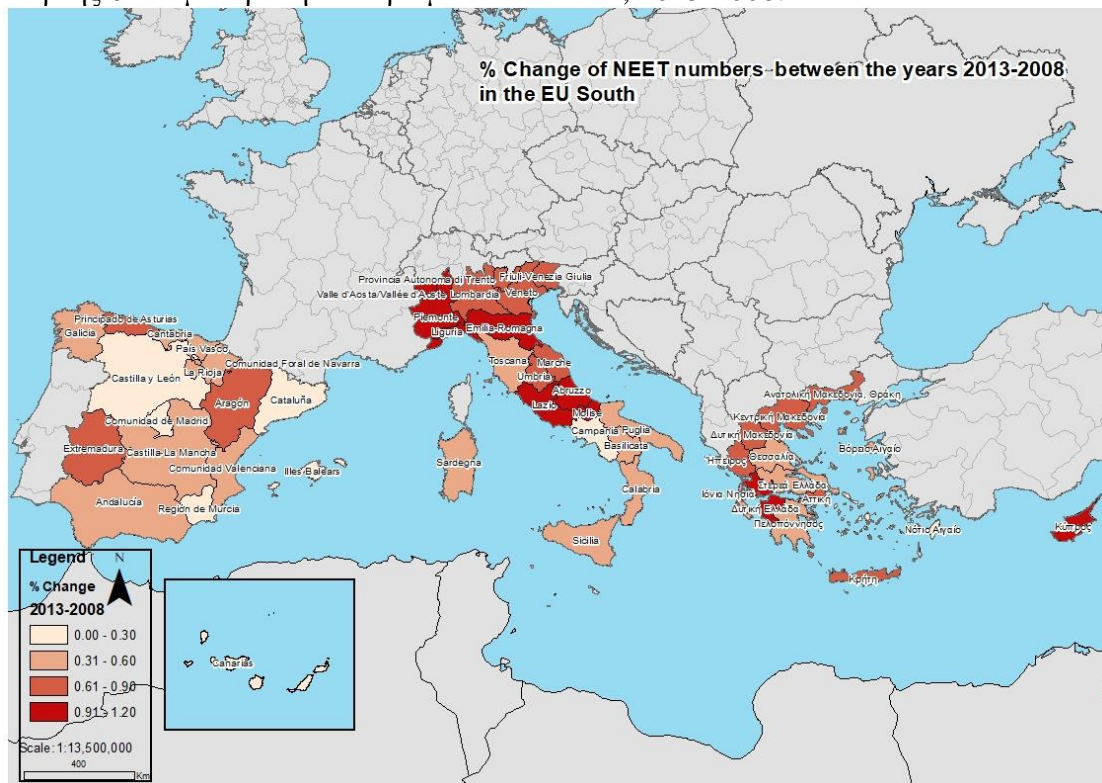 % Change of NEET numbers between the years 2013-2008
in the EU South
Provincia Autonoma di Trento
Friuli-Venezia Giulia
Valle d'Aosta/Vallée d'Aoste
Lombardia
Veneto
Piemonte
Liguria
Emilia-Romagna
Principado de Asturias
Galicia
Cantabria
País Vasco
Comunidad Foral de Navarra
La Rioja
Castilla y León
Aragón
Cataluña
Comunidad de Madrid
Extremadura
Castilla-La Mancha
Comunidad Valenciana
Illes Balears
Andalucía
Región de Murcia
Toscana
Marche
Umbria
Abruzzo
Lazio
Molise
Campania
Puglia
Basilicata
Sardegna
Calabria
Sicilia
Ανατολική Μακεδονία, Θράκη
Κεντρική Μακεδονία
Δυτική Μακεδονία
Ήπειρος
Θεσσαλία
Βόρειο Αιγαίο
Ιόνια Νησιά
Στερεά Ελλάδα
Αττική
Δυτική Ελλάδα
Πελοπόννησος
Νότιο Αιγαίο
Κρήτη
Κύπρος
Legend
N
% Change
2013-2008
0.00 - 0.30
0.31 - 0.60
0.61 - 0.90
0.91 - 1.20
Scale: 1:13,500,000
400
Km
Canarias